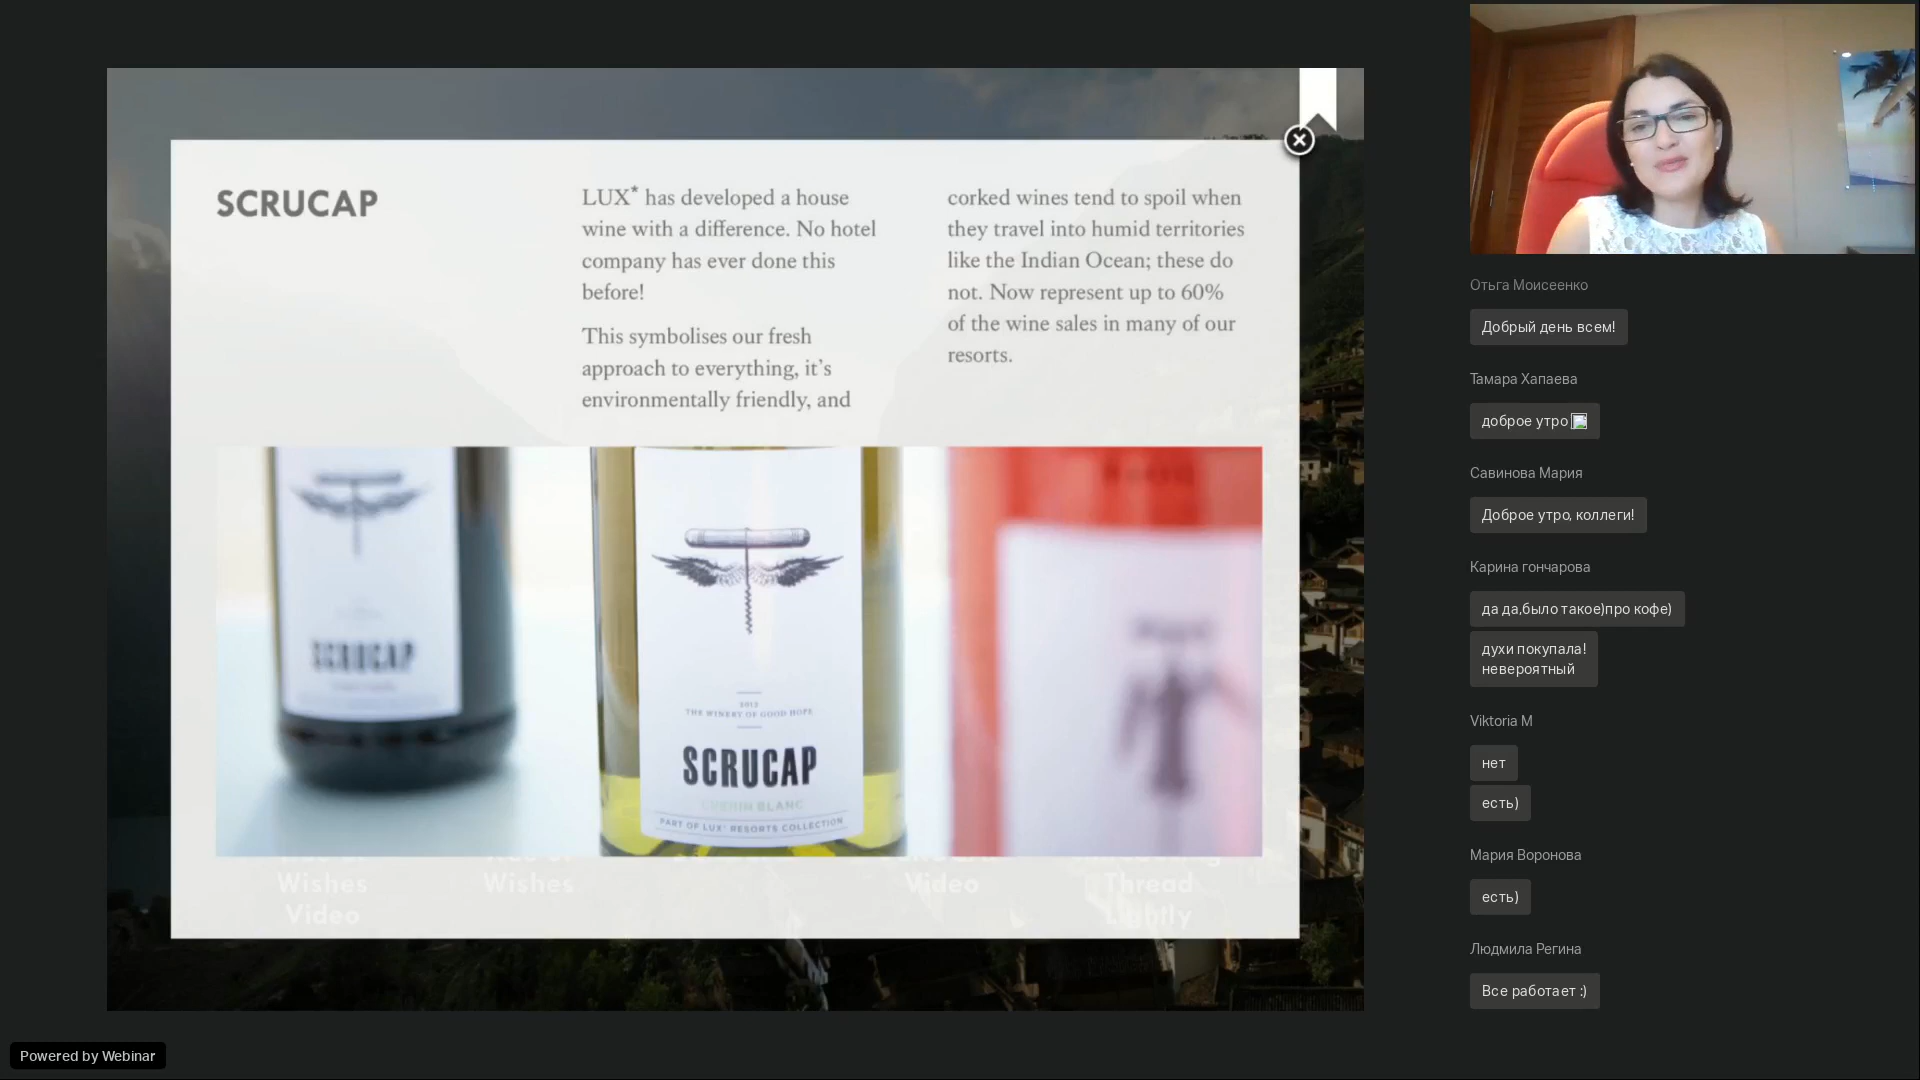 SCRUCAP
LUX* has developed a house
wine with a difference. No hotel
company has ever done this
before!
This symbolises our fresh
approach to everything, it's
environmentally friendly, and
corked wines tend to spoil when
they travel into humid territories
like the Indian Ocean; these do
not. Now represent up to 60%
of the wine sales in many of our
resorts.
SCRUCAP
2012
THE WINERY OF GOOD HOPE
SCRUCAP
CHENIN BLANC
PART OF LUX* RESORTS COLLECTION
Wishes
Video
Wishes
Video
Thread
Lightly
Отьга Моисеенко
Добрый день всем!
Тамара Хапаева
доброе утро
Савинова Мария
Доброе утро, коллеги!
Карина гончарова
да да,было такое)про кофе)
духи покупала!
невероятный
Viktoria M
нет
есть)
Мария Воронова
есть)
Людмила Регина
Все работает :)
Powered by Webinar